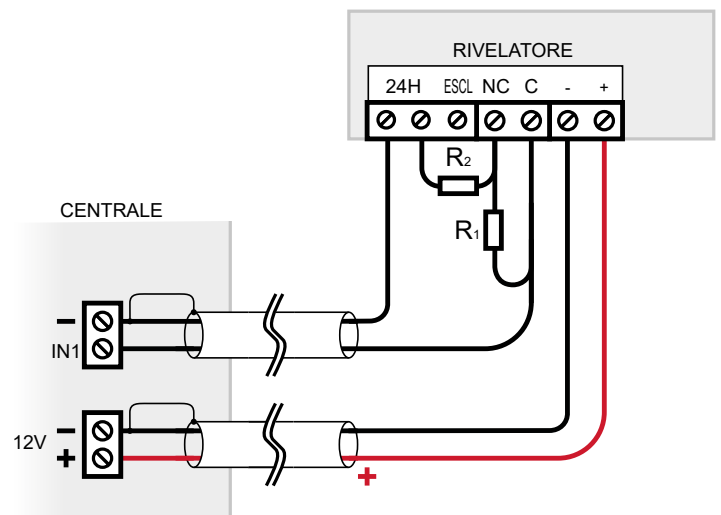 RIVELATORE
24H ESCL NC C - +
R2
CENTRALE
R1
−
IN1
−
12V
+
+